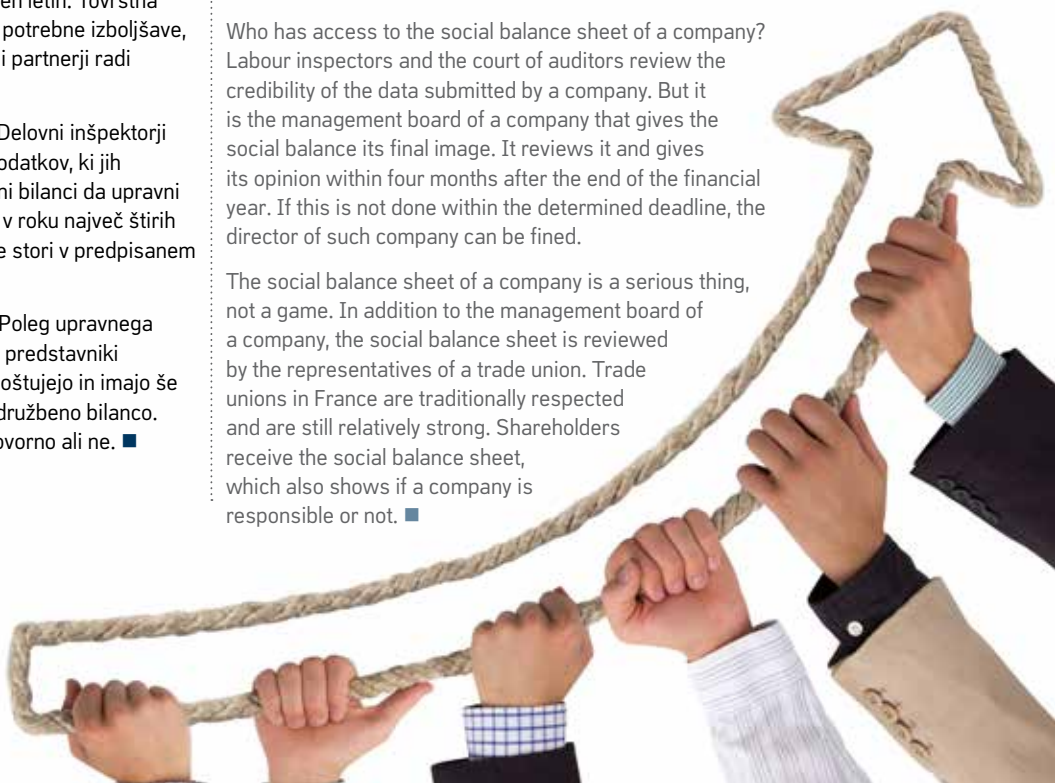 potrebne izboljšave,
i partnerji radi
Delovni inšpektorji
odatkov, ki jih
ni bilanci da upravni
v roku največ štirih
e stori v predpisanem
Poleg upravnega
predstavniki
oštujejo in imajo še
družbeno bilanco.
ovorno ali ne. ■
Who has access to the social balance sheet of a company?
Labour inspectors and the court of auditors review the
credibility of the data submitted by a company. But it
is the management board of a company that gives the
social balance its final image. It reviews it and gives
its opinion within four months after the end of the financial
year. If this is not done within the determined deadline, the
director of such company can be fined.
The social balance sheet of a company is a serious thing,
not a game. In addition to the management board of
a company, the social balance sheet is reviewed
by the representatives of a trade union. Trade
unions in France are traditionally respected
and are still relatively strong. Shareholders
receive the social balance sheet,
which also shows if a company is
responsible or not. ■